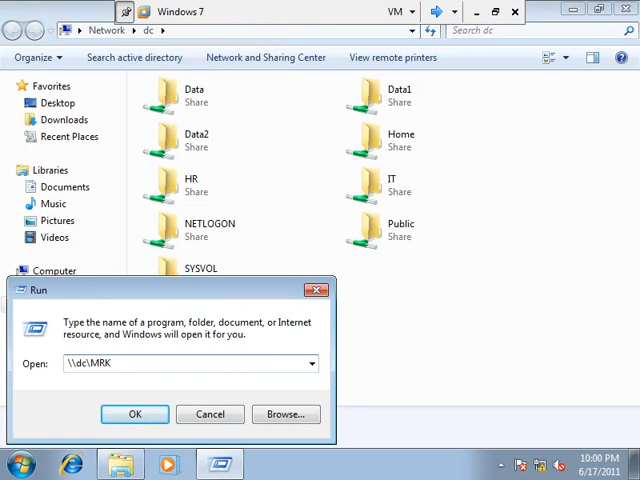 Windows 7
VM
Network
dc
Search dc
Organize
Search active directory
Network and Sharing Center
View remote printers
Favorites
Desktop
Downloads
Recent Places
Libraries
Documents
Music
Pictures
Videos
Computer
Data
Share
Data1
Share
Data2
Share
Home
Share
HR
Share
IT
Share
NETLOGON
Share
Public
Share
SYSVOL
Run
Type the name of a program, folder, document, or Internet
resource, and Windows will open it for you.
Open:
\\dc\MRK
OK
Cancel
Browse...
10:00 PM
6/17/2011